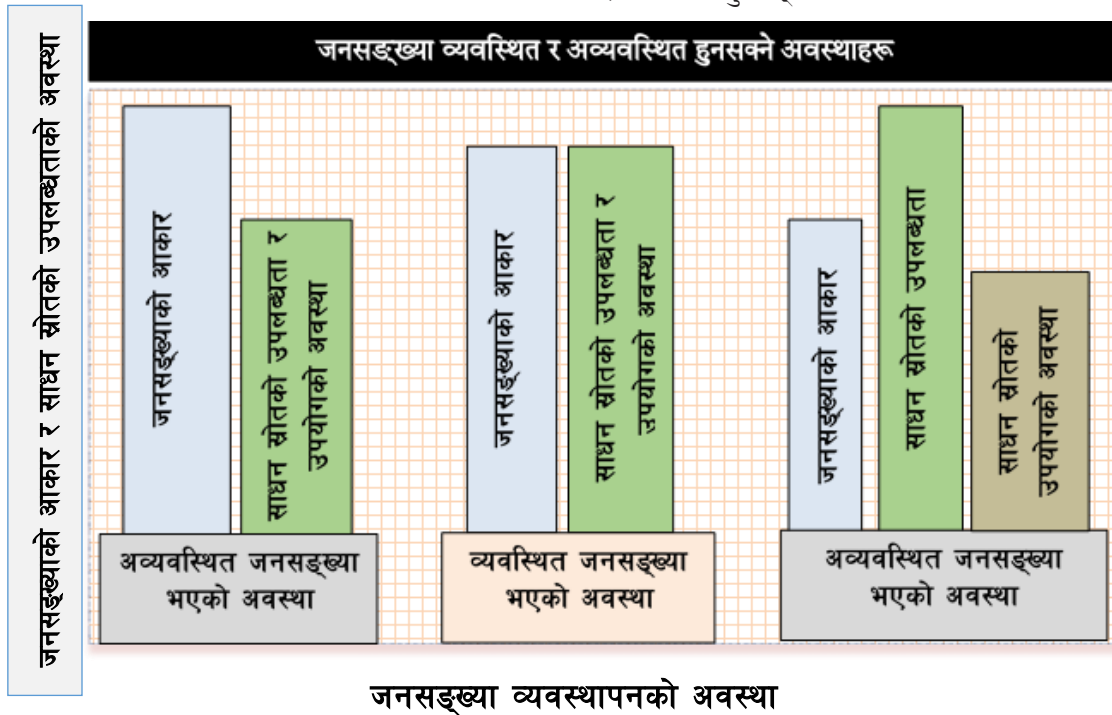 जनसङ्ख्या व्यवस्थित र अव्यवस्थित हुनसक्ने अवस्थाहरू
जनसङ्ख्याको आकार र साधन स्रोतको उपलब्धताको अवस्था
जनसङ्ख्याको आकार
साधन स्रोतको उपलब्धता र
उपयोगको अवस्था
जनसङ्ख्याको आकार
साधन स्रोतको उपलब्धता र
उपयोगको अवस्था
जनसङ्ख्याको आकार
साधन स्रोतको उपलब्धता
साधन स्रोतको
उपयोगको अवस्था
अव्यवस्थित जनसङ्ख्या
भएको अवस्था
व्यवस्थित जनसङ्ख्या
भएको अवस्था
अव्यवस्थित जनसङ्ख्या
भएको अवस्था
जनसङ्ख्या व्यवस्थापनको अवस्था